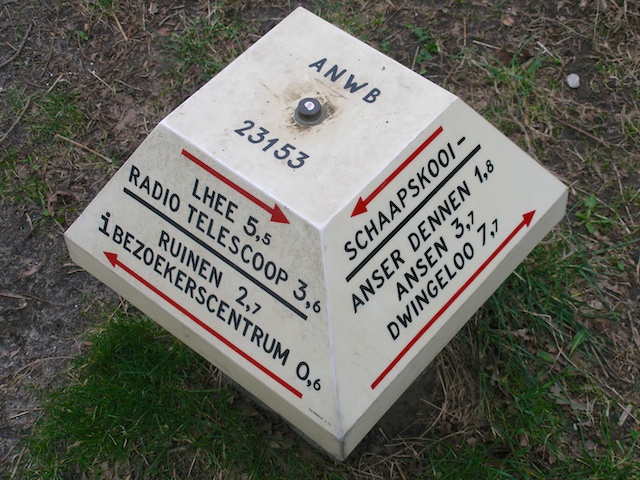 ANWB
23153
LHEE 5,5
RADIO TELESCOOP 3,6
RUINEN 2,7
i BEZOEKERSCENTRUM 0,6
SCHAAPSKOOI-
ANSER DENNEN 1,8
ANSEN 3,7
DWINGELOO 7,7